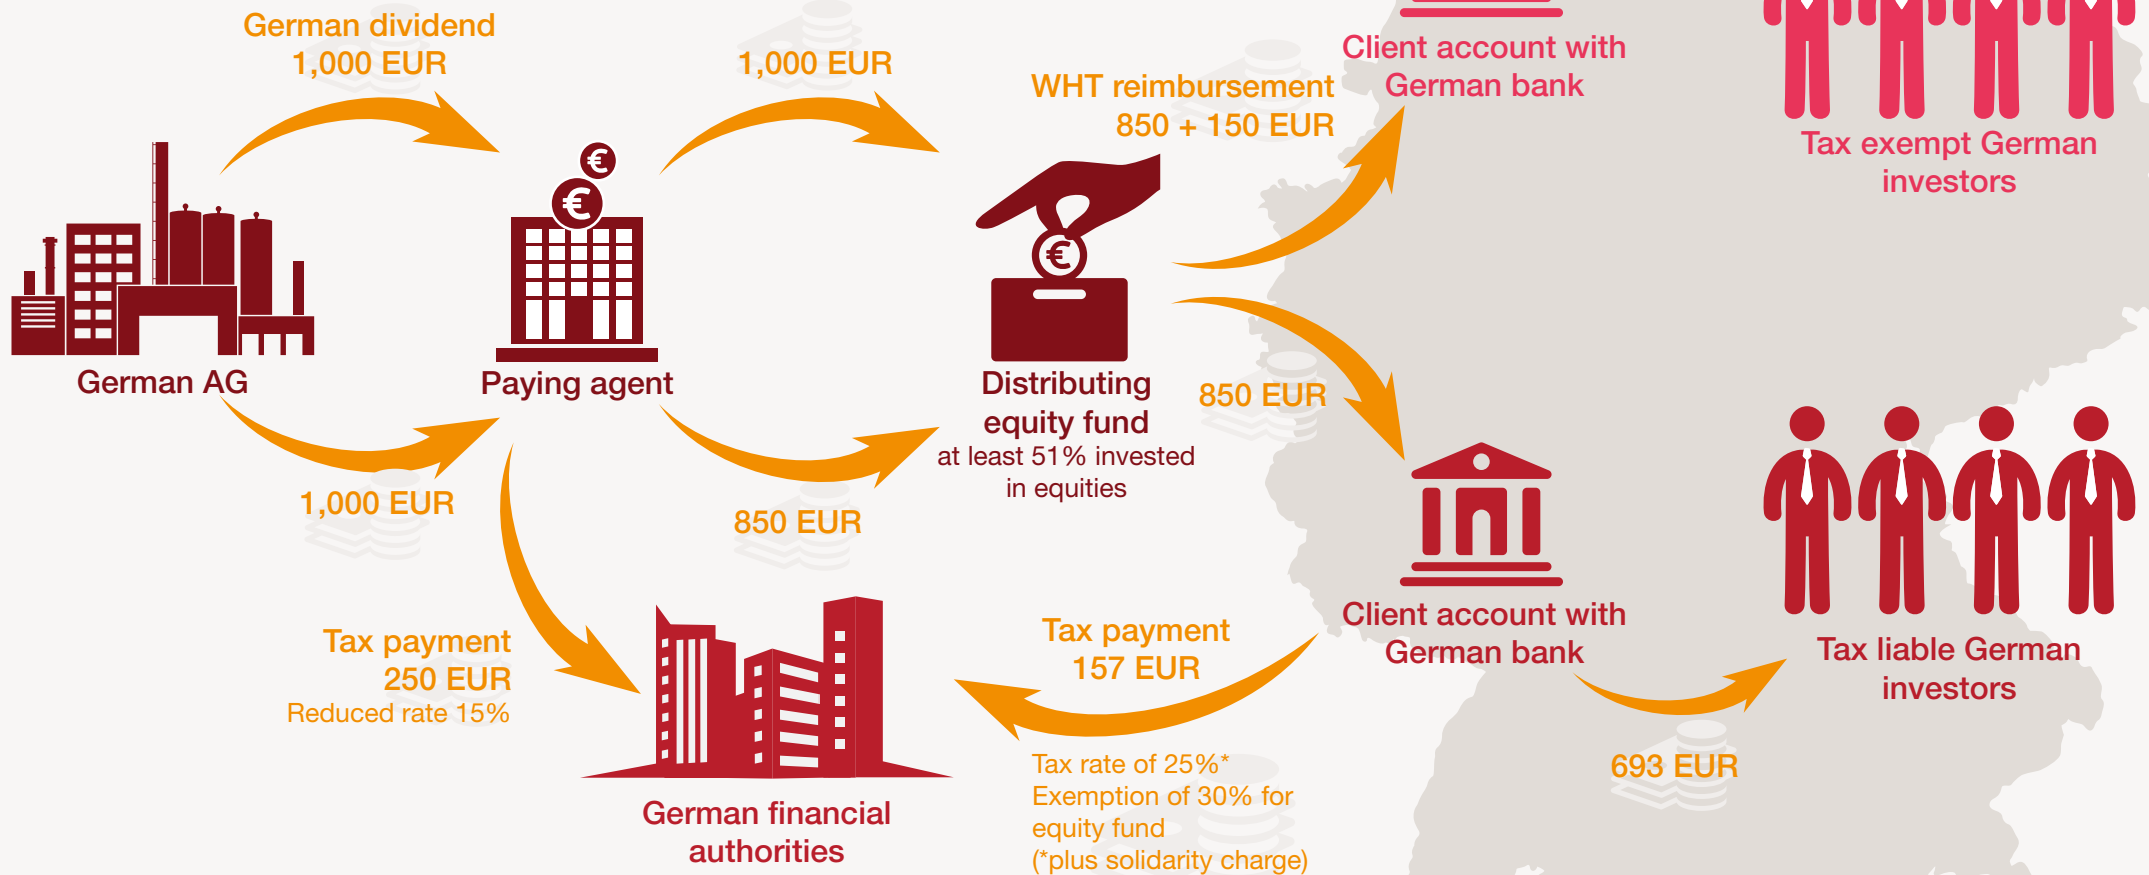 German dividend
1,000 EUR
1,000 EUR
WHT reimbursement
850 + 150 EUR
Client account with
German bank
Tax exempt German
investors
€
€
€
German AG
Paying agent
Distributing
equity fund
at least 51% invested
in equities
850 EUR
1,000 EUR
850 EUR
Tax payment
250 EUR
Reduced rate 15%
Tax payment
157 EUR
Client account with
German bank
Tax liable German
investors
693 EUR
Tax rate of 25%*
Exemption of 30% for
equity fund
(*plus solidarity charge)
German financial
authorities